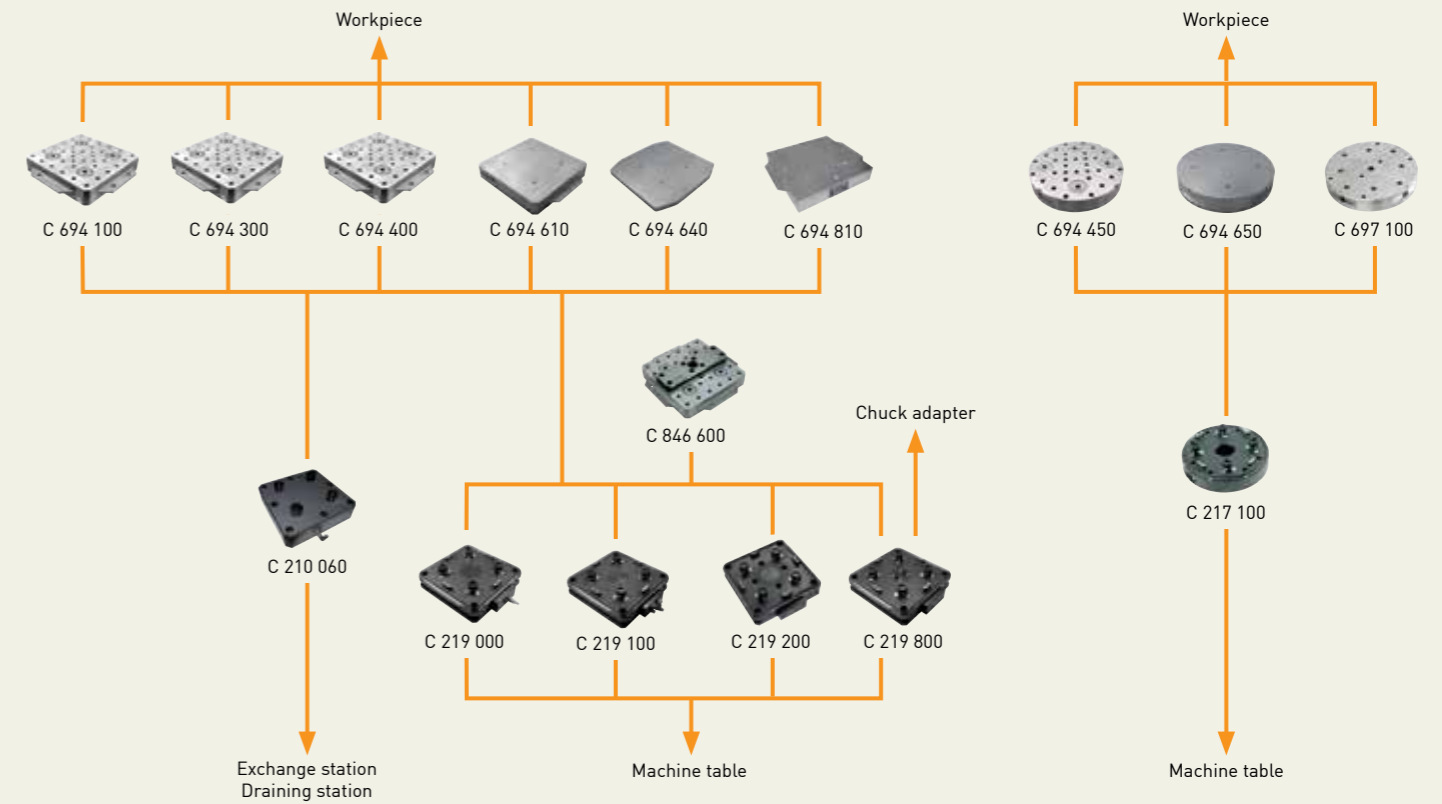 Workpiece
Workpiece
C 694 100
C 694 300
C 694 400
C 694 610
C 694 640
C 694 810
C 694 450
C 694 650
C 697 100
C 846 600
Chuck adapter
C 217 100
C 210 060
C 219 000
C 219 100
C 219 200
C 219 800
Exchange station
Draining station
Machine table
Machine table